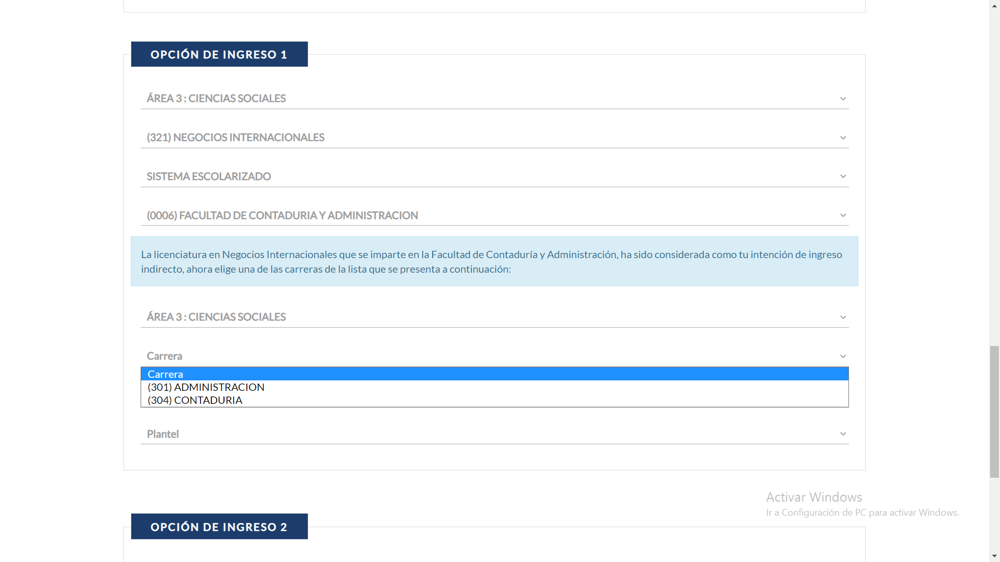 OPCIÓN DE INGRESO 1
ÁREA 3 : CIENCIAS SOCIALES
(321) NEGOCIOS INTERNACIONALES
SISTEMA ESCOLARIZADO
(0006) FACULTAD DE CONTADURIA Y ADMINISTRACION
La licenciatura en Negocios Internacionales que se imparte en la Facultad de Contaduría y Administración, ha sido considerada como tu intención de ingreso
indirecto, ahora elige una de las carreras de la lista que se presenta a continuación:
ÁREA 3 : CIENCIAS SOCIALES
Carrera
Carrera
(301) ADMINISTRACION
(304) CONTADURIA
Plantel
Activar Windows
Ir a Configuración de PC para activar Windows.
OPCIÓN DE INGRESO 2